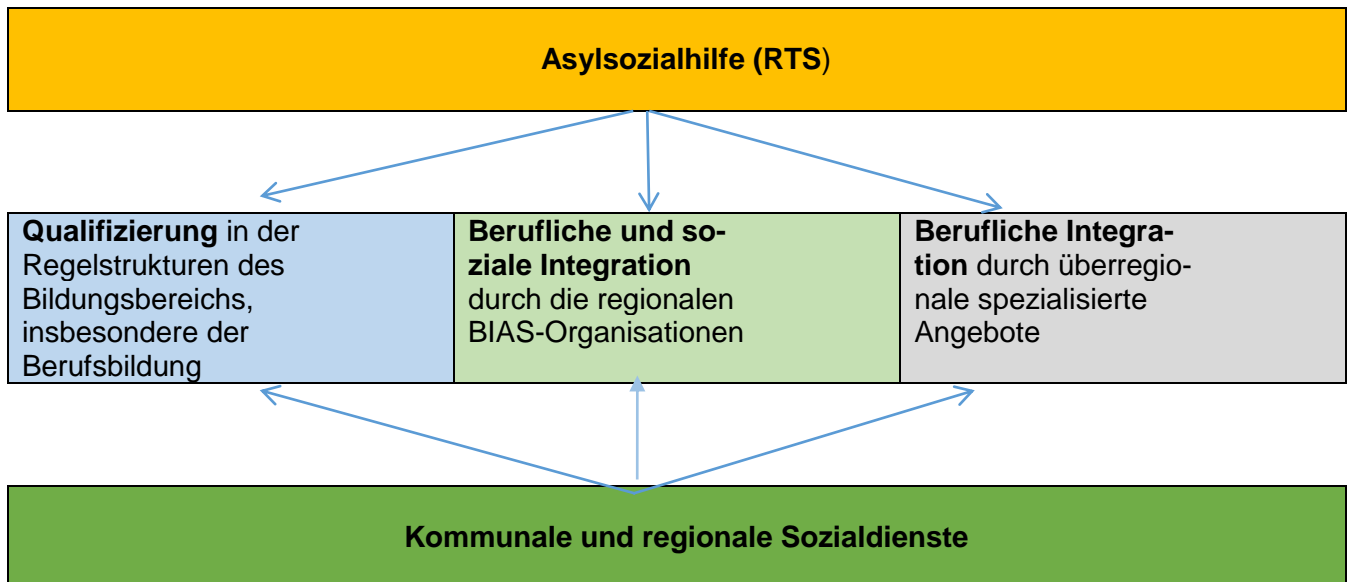 Asylsozialhilfe (RTS)
Qualifizierung in der
Regelstrukturen des
Bildungsbereichs,
insbesondere der
Berufsbildung
Berufliche und so-
ziale Integration
durch die regionalen
BIAS-Organisationen
Berufliche Integra-
tion durch überregio-
nale spezialisierte
Angebote
Kommunale und regionale Sozialdienste